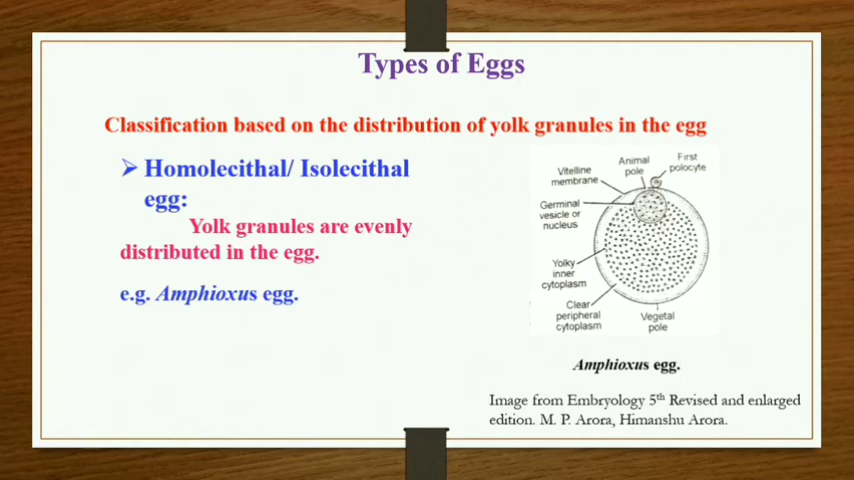 Types of Eggs
Classification based on the distribution of yolk granules in the egg
➢ Homolecithal/ Isolecithal
egg:
Yolk granules are evenly
distributed in the egg.
e.g. Amphioxus egg.
Animal
pole
First
polocyte
Vitelline
membrane
Germinal
vesicle or
nucleus
Yolky
inner
cytoplasm
Clear
peripheral
cytoplasm
Vegetal
pole
Amphioxus egg.
Image from Embryology 5th Revised and enlarged
edition. M. P. Arora, Himanshu Arora.